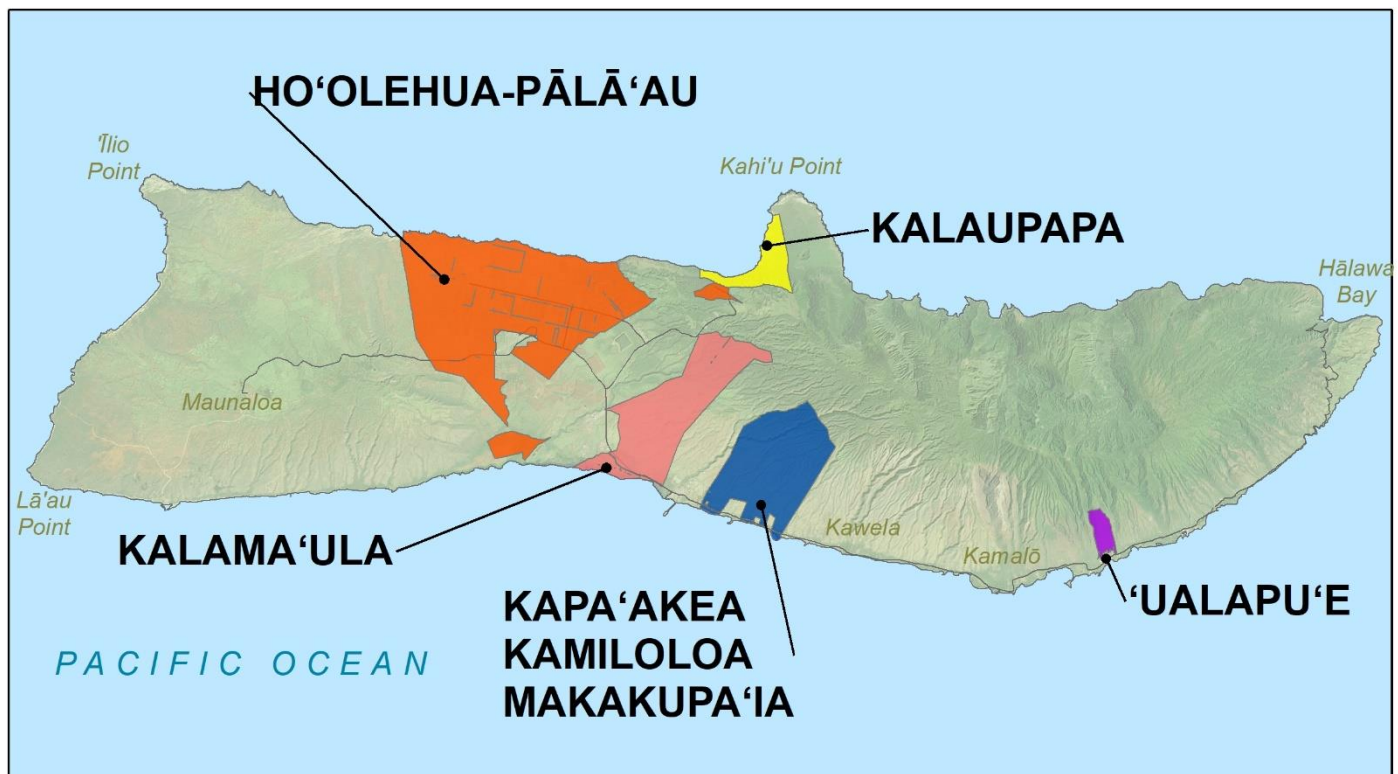 HO‘OLEHUA-PĀLĀ‘AU
'Īlio
Point
Kahi'u Point
KALAUPAPA
Hālawa
Bay
Maunaloa
Lā'au
Point
KALAMA‘ULA
Kawela
Kamalō
KAPA‘AKEA
KAMILOLOA
MAKAKUPA‘IA
‘UALAPU‘E
PACIFIC OCEAN